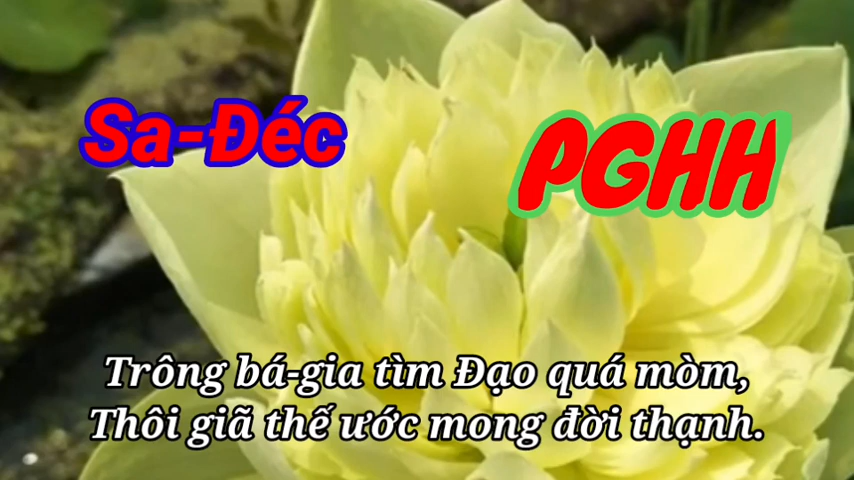 Sa-Đéc
PGHH
Trông bá-gia tìm Đạo quá mòm,
Thôi giã thế ước mong đời thạnh.